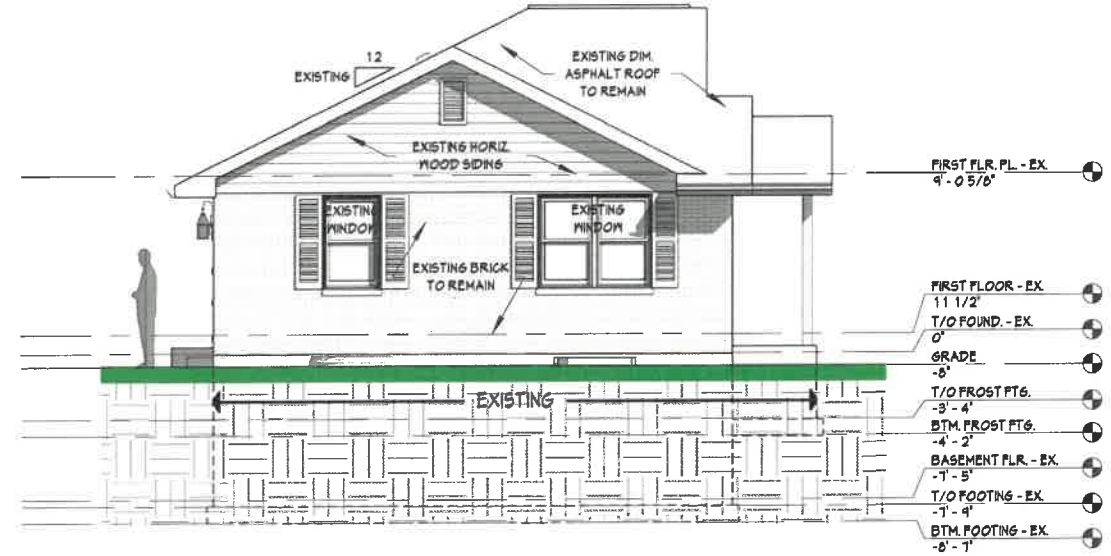 12
EXISTING
EXISTING DIM.
ASPHALT ROOF
TO REMAIN
EXISTING HORIZ.
WOOD SIDING
EXISTING
WINDOW
EXISTING
WINDOW
EXISTING BRICK
TO REMAIN
EXISTING
FIRST FLR. PL. - EX.
9' - 0 5/8"
FIRST FLOOR - EX.
11 1/2"
T/O FOUND. - EX.
0"
GRADE
-8"
T/O FROST FTG.
-3' - 4"
BTM. FROST FTG.
-4' - 2"
BASEMENT FLR. - EX.
-7' - 5"
T/O FOOTING - EX.
-7' - 9"
BTM. FOOTING - EX.
-8' - 7"